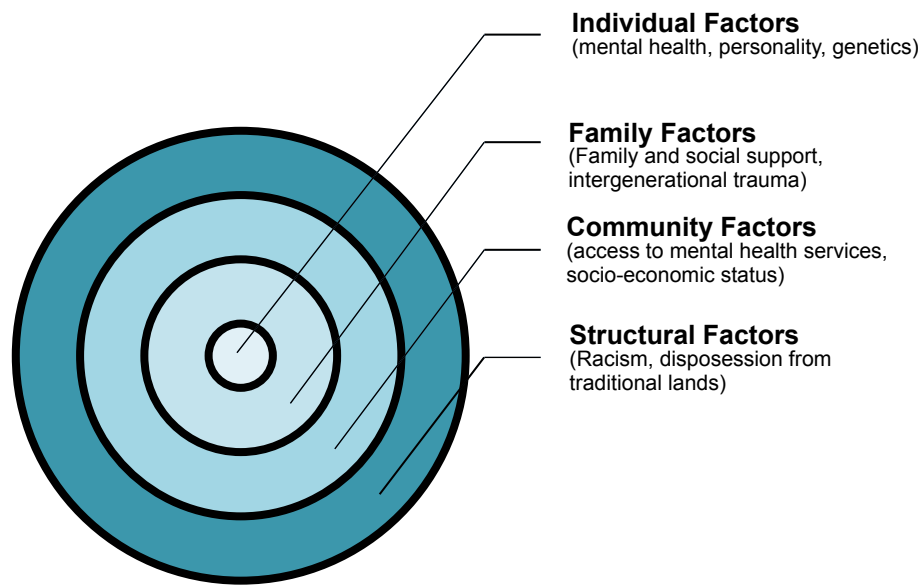 Individual Factors
(mental health, personality, genetics)
Family Factors
(Family and social support,
intergenerational trauma)
Community Factors
(access to mental health services,
socio-economic status)
Structural Factors
(Racism, disposession from
traditional lands)